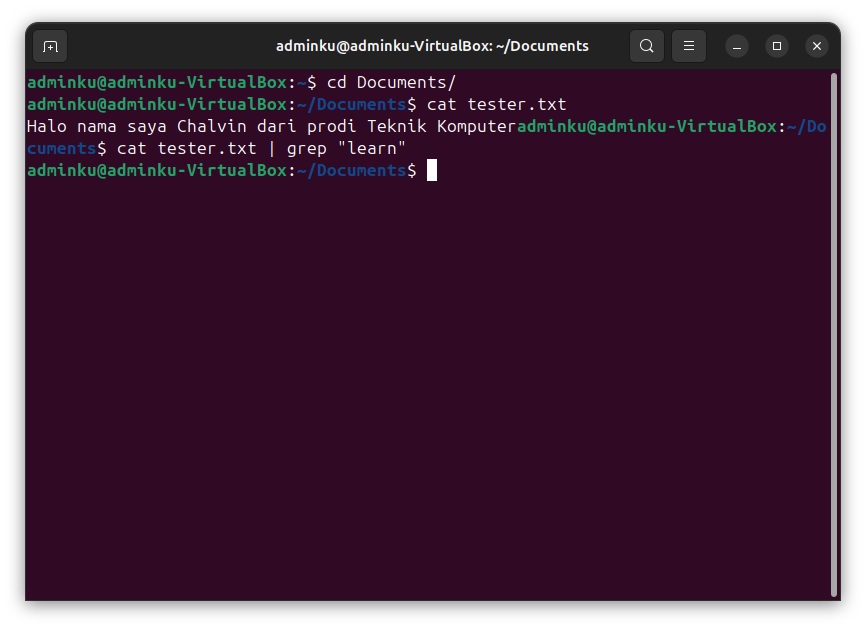 adminku@adminku-VirtualBox: ~/Documents
adminku@adminku-VirtualBox:~$ cd Documents/
adminku@adminku-VirtualBox:~/Documents$ cat tester.txt
Halo nama saya Chalvin dari prodi Teknik Komputeradminku@adminku-VirtualBox:~/Do
cuments$ cat tester.txt | grep "learn"
adminku@adminku-VirtualBox:~/Documents$